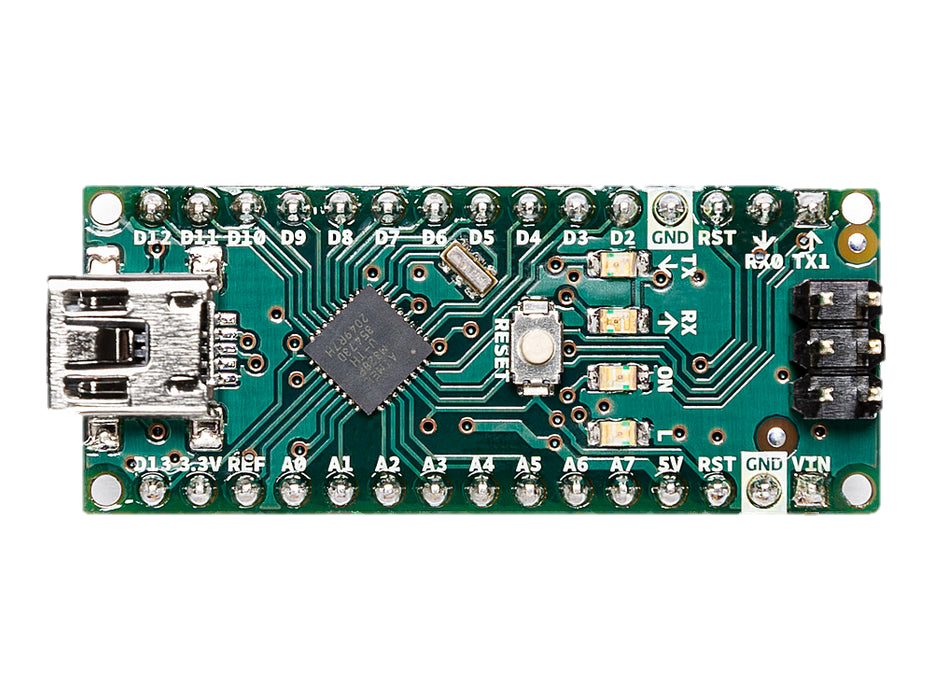 D12 D11 D10 D9 D8 D7 D6 D5 D4 D3 D2 GND RST
RX0 TX1
TX
RX
RESET
ON
L
D13 3.3V REF A0 A1 A2 A3 A4 A5 A6 A7 5V RST GND VIN